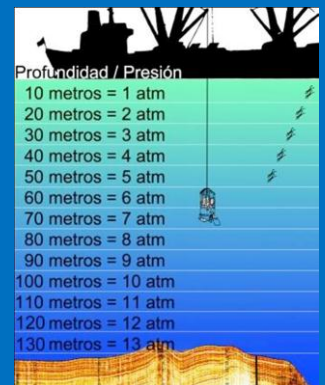 Profundidad / Presión
10 metros = 1 atm
20 metros = 2 atm
30 metros = 3 atm
40 metros = 4 atm
50 metros = 5 atm
60 metros = 6 atm
70 metros = 7 atm
80 metros = 8 atm
90 metros = 9 atm
100 metros = 10 atm
110 metros = 11 atm
120 metros = 12 atm
130 metros = 13 atm